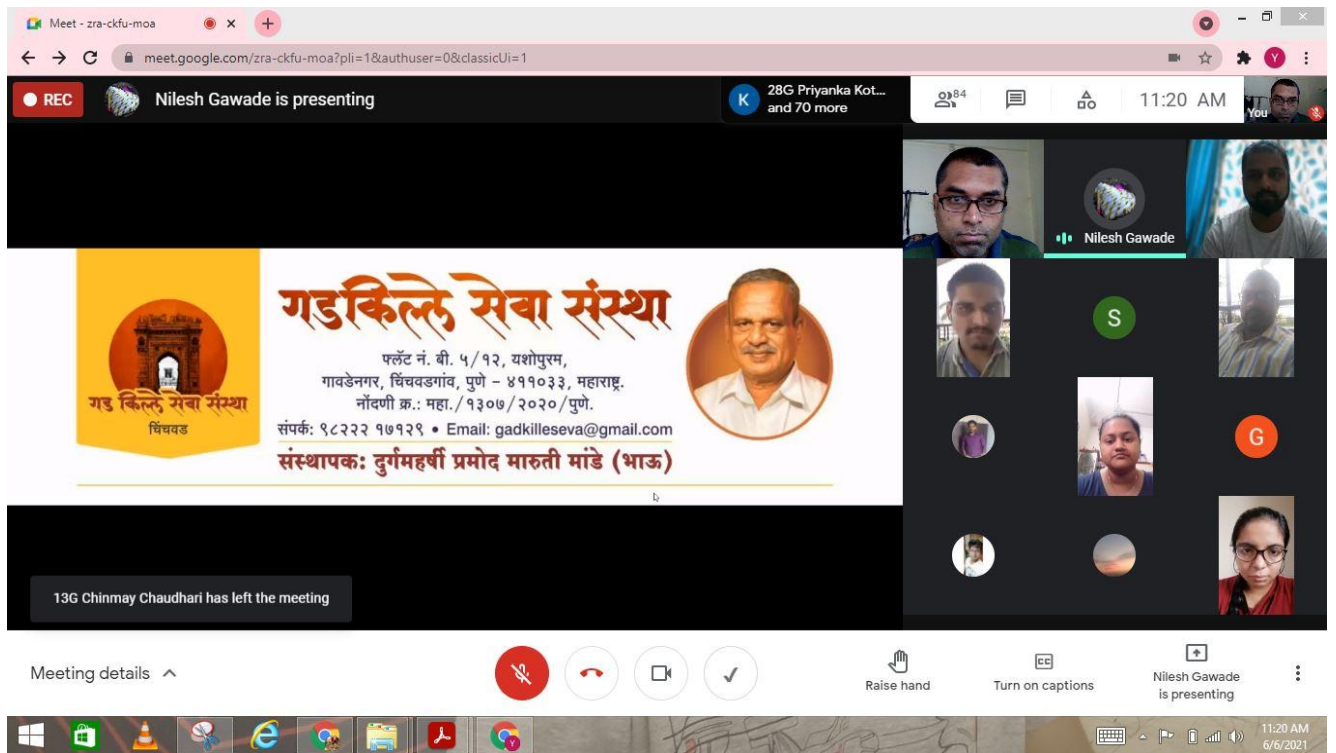 Meet - zra-ckfu-moa
meet.google.com/zra-ckfu-moa?pli=1&authuser=0&classicUi=1
Y
REC
Nilesh Gawade is presenting
K
28G Priyanka Kot...
and 70 more
84
11:20 AM
You
Nilesh Gawade
गडकिल्ले सेवा संस्था
फ्लॅट नं. बी. ५/१२, यशोपुरम,
गावडेनगर, चिंचवडगांव, पुणे – ४११०३३, महाराष्ट्र.
नोंदणी क्र.: महा./१३०७/२०२०/पुणे.
संपर्क: ९८२२२ १७१२९ • Email: gadkilleseva@gmail.com
संस्थापक: दुर्गमहर्षी प्रमोद मारुती मांडे (भाऊ)
गड किल्ले सेवा संस्था
चिंचवड
S
G
13G Chinmay Chaudhari has left the meeting
Meeting details
Raise hand
CC
Turn on captions
Nilesh Gawade
is presenting
11:20 AM
6/6/2021